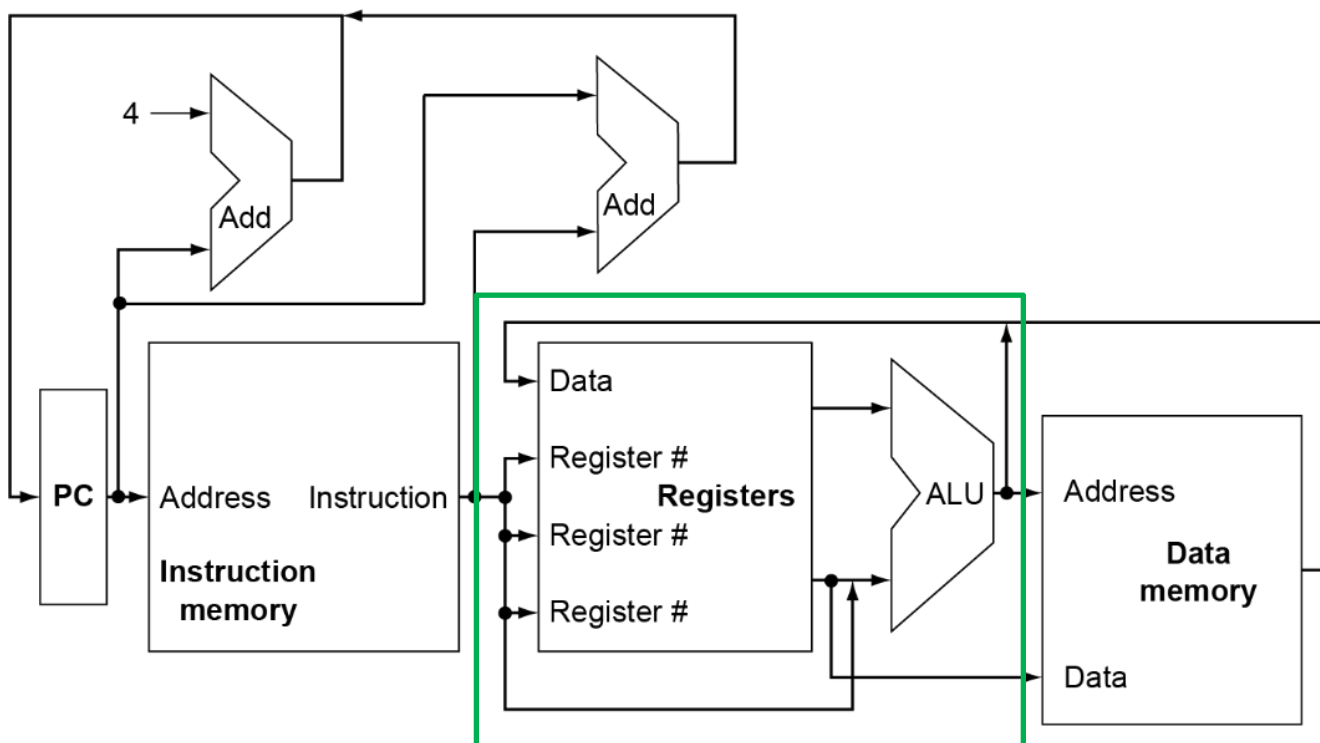 4
Add
Add
PC
Address
Instruction
Instruction
memory
Data
Register #
Registers
Register #
Register #
ALU
Address
Data
memory
Data